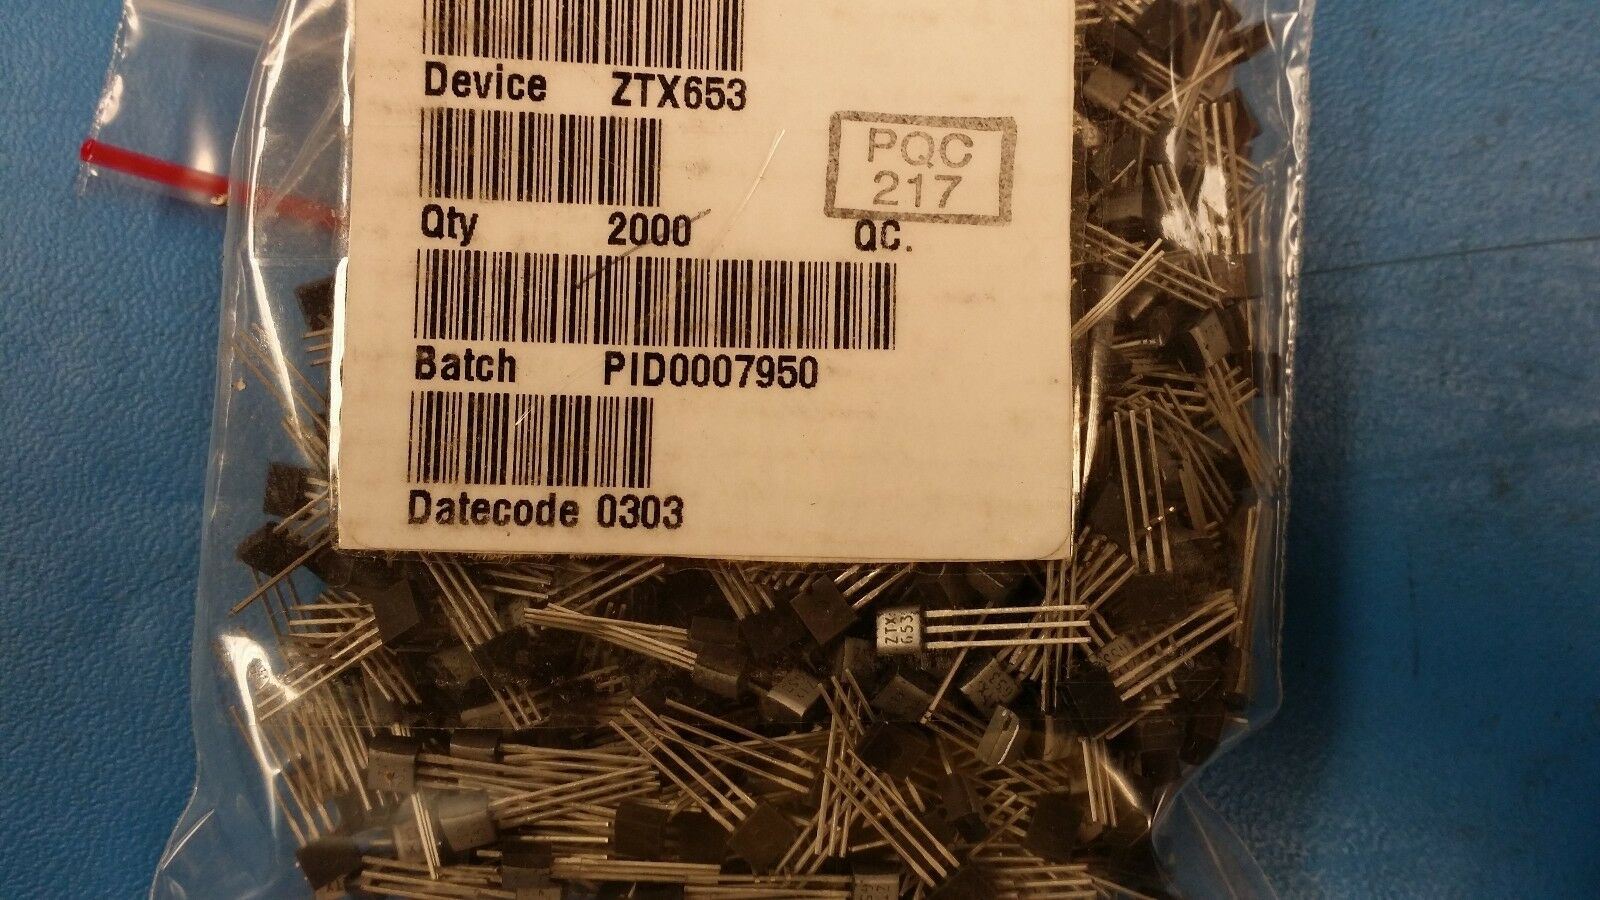 Device ZTX653
PQC
217
Qty 2000 QC.
Batch PID0007950
Datecode 0303
ZTX
653